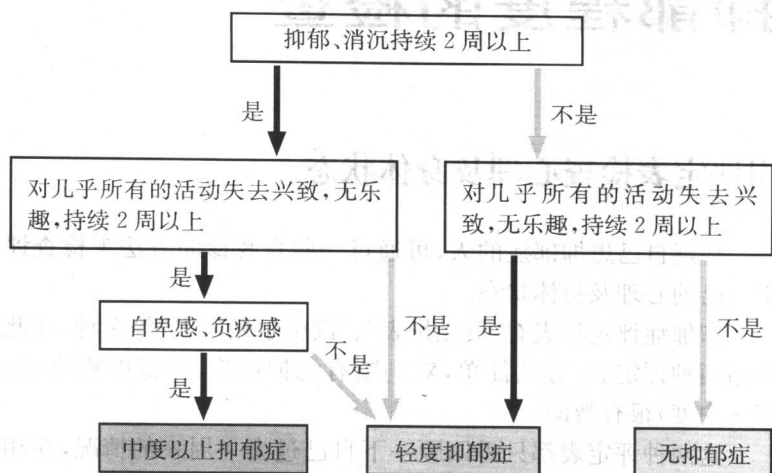 抑郁、消沉持续2周以上
是
不是
对几乎所有的活动失去兴致,无乐
趣,持续2周以上
对几乎所有的活动失去兴
致,无乐趣,持续2周以上
是
自卑感、负疚感
不是
不是
是
不是
是
中度以上抑郁症
轻度抑郁症
无抑郁症